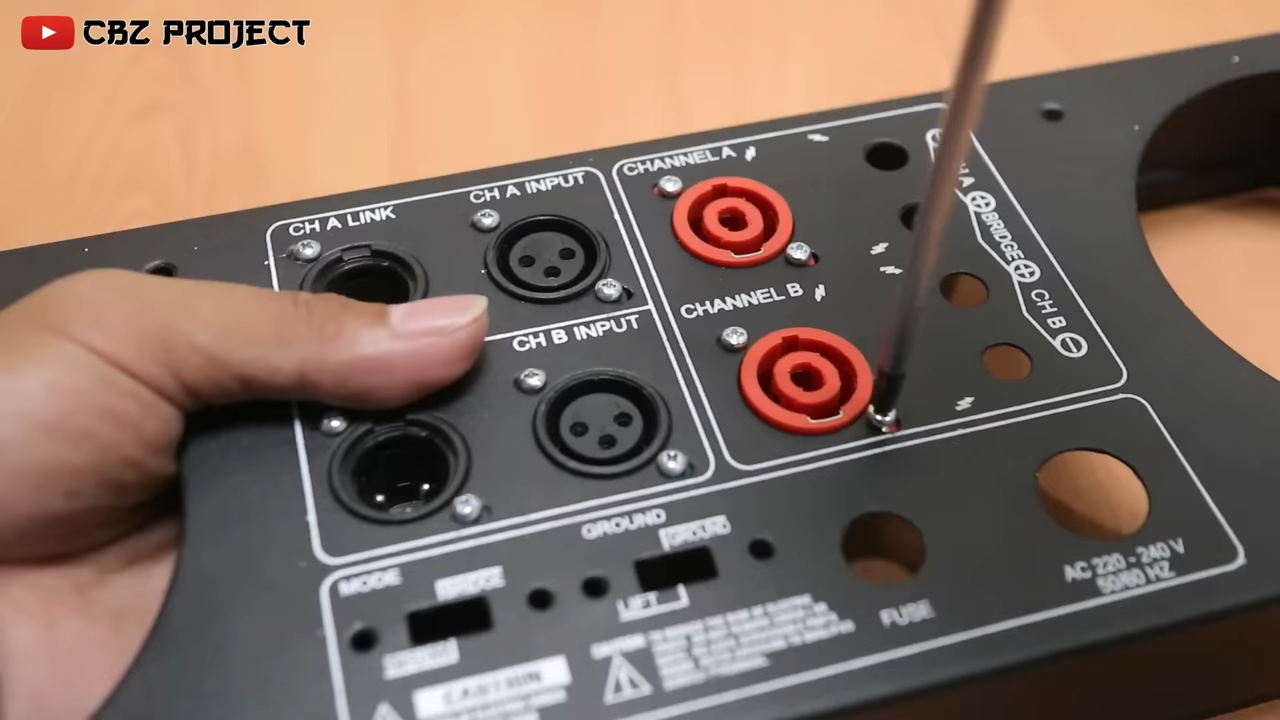 CBZ PROJECT
CH A LINK
CH A INPUT
CH B INPUT
CHANNEL A
CHANNEL B
CH A
BRIDGE
CH B
GROUND
GROUND
LIFT
MODE
BRIDGE
FUSE
AC 220 - 240 V
50/60 HZ
CAUTION